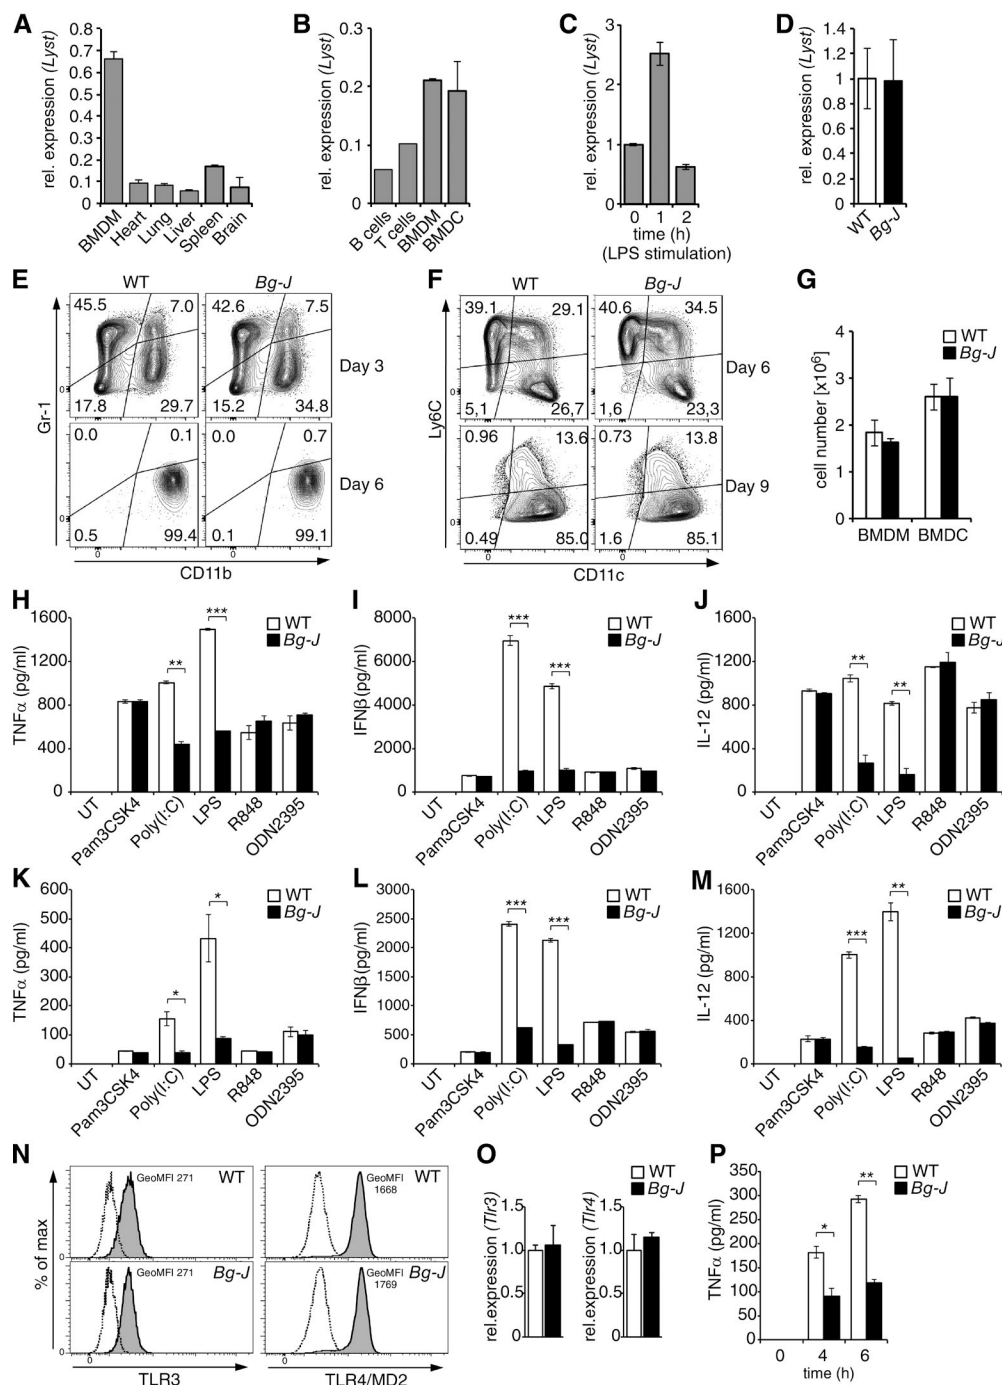 A
rel. expression (Lyst)
0.8
0.7
0.6
0.5
0.4
0.3
0.2
0.1
0
BMDM
Heart
Lung
Liver
Spleen
Brain
B
rel. expression (Lyst)
0.3
0.2
0.1
0
B cells
T cells
BMDM
BMDC
C
rel. expression (Lyst)
3
2
1
0
0 1 2
time (h)
(LPS stimulation)
D
rel. expression (Lyst)
1.4
1.2
1
0.8
0.6
0.4
0.2
0
WT
Bg-J
E
WT
Bg-J
45.5 7.0
17.8 29.7
42.6 7.5
15.2 34.8
Day 3
0.0 0.1
0.5 99.4
0.0 0.7
0.1 99.1
Day 6
Gr-1
0
0
0
0
CD11b
F
WT
Bg-J
39.1 29.1
5,1 26,7
40.6 34.5
1.6 23,3
Day 6
0.96 13.6
0.49 85.0
0.73 13.8
1.6 85.1
Day 9
Ly6C
0
0
0
0
CD11c
G
cell number [x10⁶]
4
3
2
1
0
BMDM BMDC
WT
Bg-J
H
TNFα (pg/ml)
1600
1200
800
400
0
**
***
WT
Bg-J
UT
Pam3CSK4
Poly(I:C)
LPS
R848
ODN2395
I
IFNβ (pg/ml)
8000
6000
4000
2000
0
***
***
WT
Bg-J
UT
Pam3CSK4
Poly(I:C)
LPS
R848
ODN2395
J
IL-12 (pg/ml)
1600
1200
800
400
0
**
**
WT
Bg-J
UT
Pam3CSK4
Poly(I:C)
LPS
R848
ODN2395
K
TNFα (pg/ml)
600
500
400
300
200
100
0
*
*
WT
Bg-J
UT
Pam3CSK4
Poly(I:C)
LPS
R848
ODN2395
L
IFNβ (pg/ml)
3000
2500
2000
1500
1000
500
0
***
***
WT
Bg-J
UT
Pam3CSK4
Poly(I:C)
LPS
R848
ODN2395
M
IL-12 (pg/ml)
1600
1200
800
400
0
***
**
WT
Bg-J
UT
Pam3CSK4
Poly(I:C)
LPS
R848
ODN2395
N
% of max
GeoMFI 271
WT
GeoMFI
1668
WT
0
GeoMFI 271
Bg-J
GeoMFI
1769
Bg-J
0
0
0
TLR3
TLR4/MD2
O
WT
Bg-J
rel.expression (Tlr3)
1.5
1.0
0.5
0
rel.expression (Tlr4)
1.5
1.0
0.5
0
P
WT
Bg-J
TNFα (pg/ml)
350
300
250
200
150
100
50
0
*
**
0 4 6
time (h)